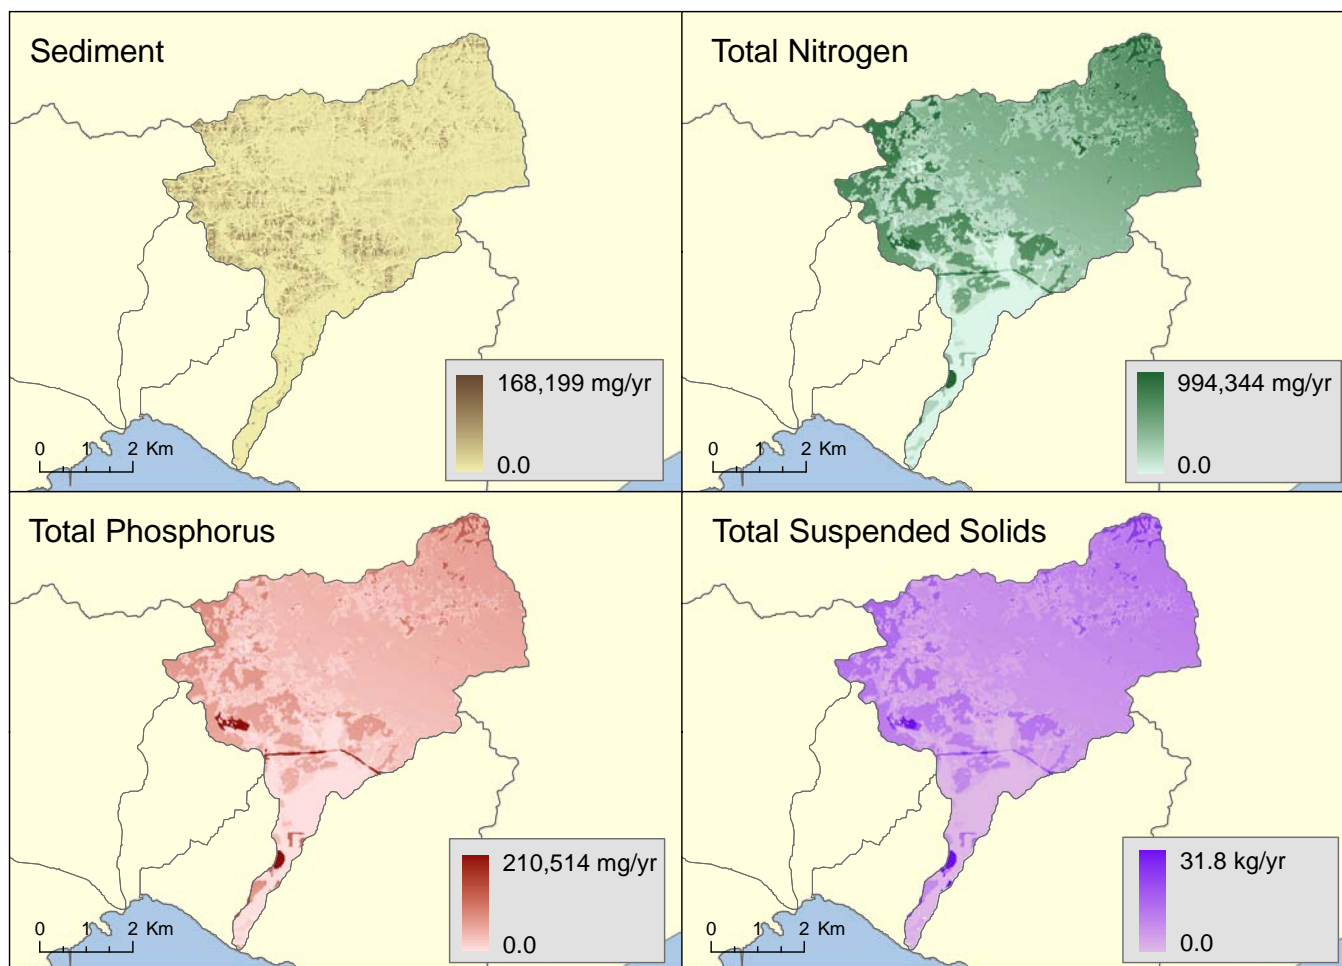 Sediment
168,199 mg/yr
0.0
0 1 2 Km
Total Nitrogen
994,344 mg/yr
0.0
0 1 2 Km
Total Phosphorus
210,514 mg/yr
0.0
0 1 2 Km
Total Suspended Solids
31.8 kg/yr
0.0
0 1 2 Km